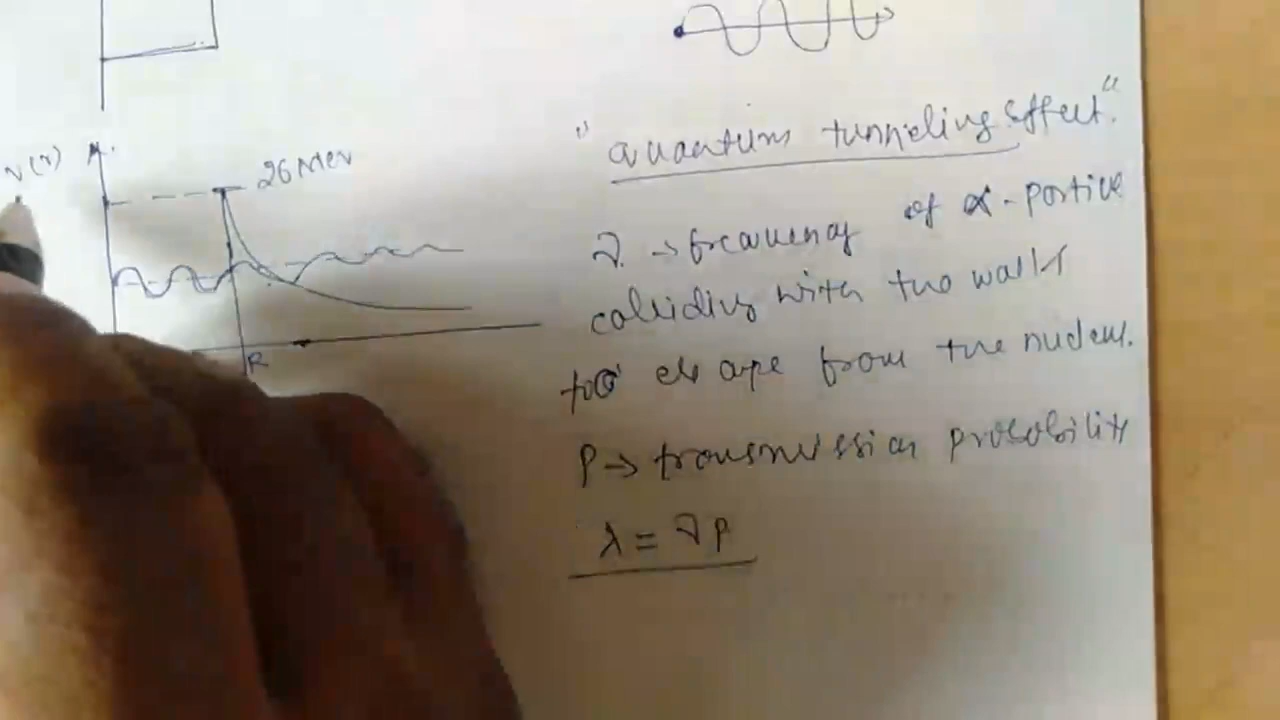 V(r)
26 Mev
R
"quantum tunneling effect"
ν → frequency of α-particle
colliding with the walls
to escape from the nucleus.
P → transmission probability
λ = νP